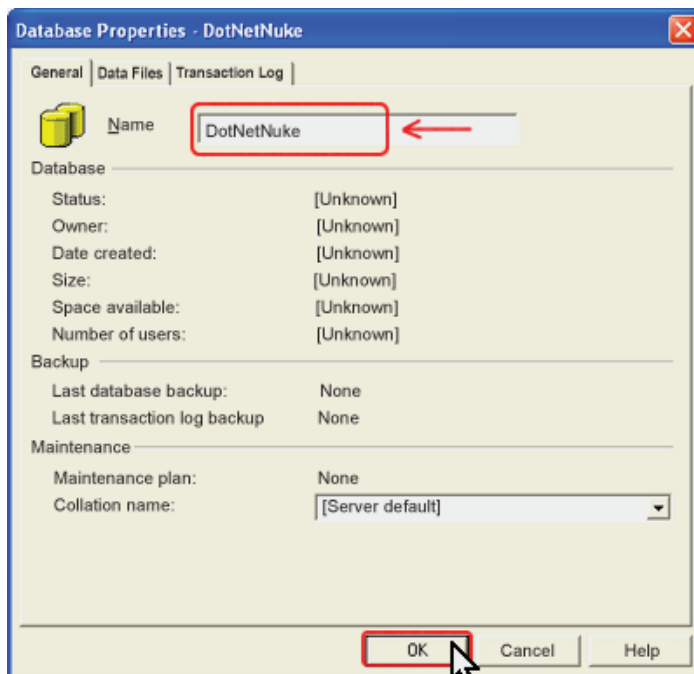 Database Properties - DotNetNuke
General Data Files Transaction Log
Name DotNetNuke
Database
Status: [Unknown]
Owner: [Unknown]
Date created: [Unknown]
Size: [Unknown]
Space available: [Unknown]
Number of users: [Unknown]
Backup
Last database backup: None
Last transaction log backup None
Maintenance
Maintenance plan: None
Collation name: [Server default]
OK Cancel Help